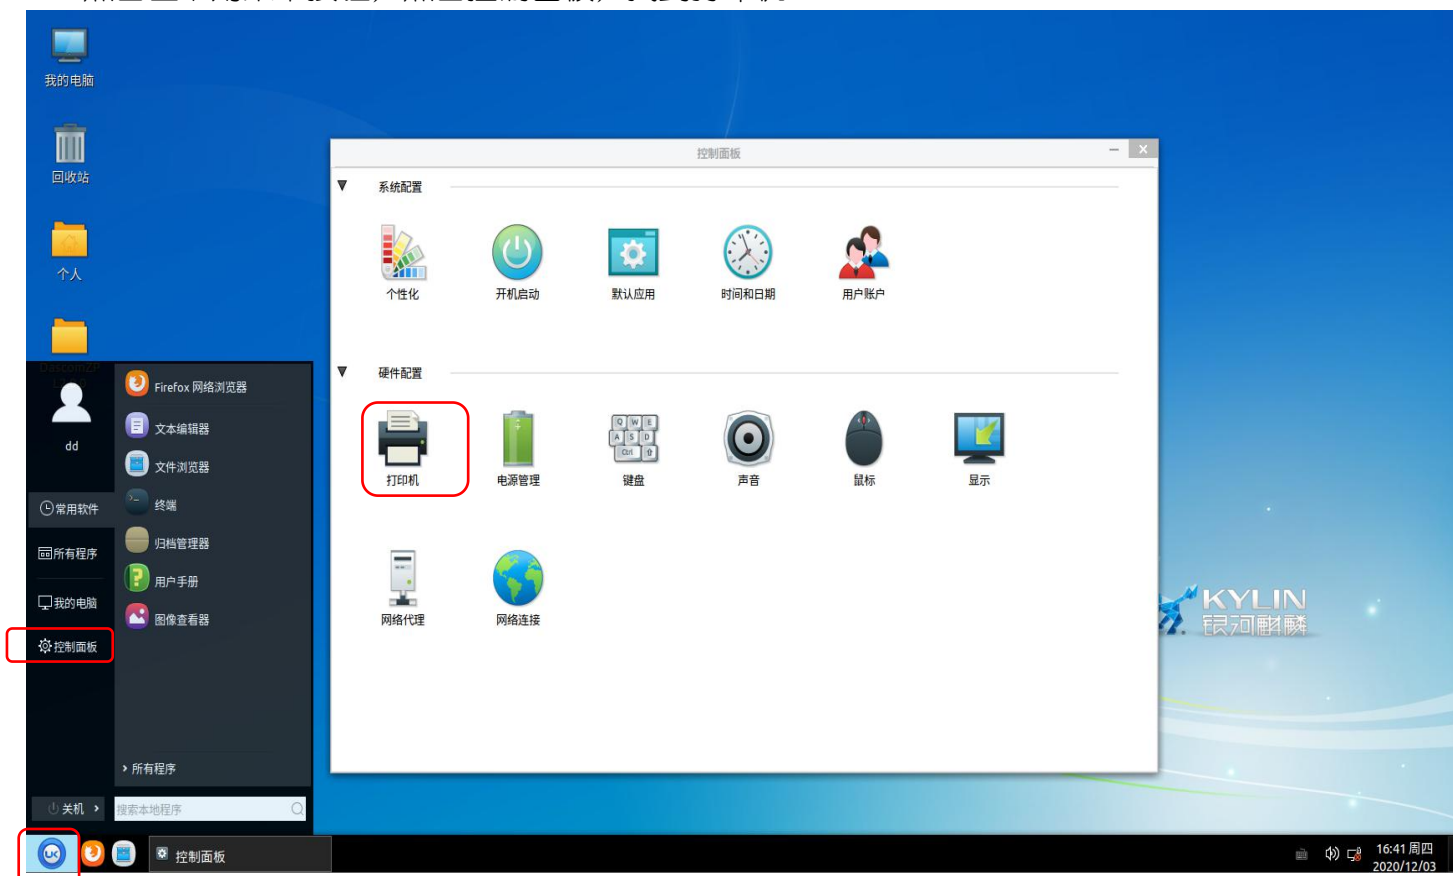 我的电脑
回收站
个人
控制面板
系统配置
个性化
开机启动
默认应用
时间和日期
用户账户
硬件配置
打印机
电源管理
键盘
声音
鼠标
显示
网络代理
网络连接
dd
常用软件
所有程序
我的电脑
控制面板
Firefox 网络浏览器
文本编辑器
文件浏览器
终端
归档管理器
用户手册
图像查看器
所有程序
关机
搜索本地程序
KYLIN
银河麒麟
控制面板
16:41 周四
2020/12/03